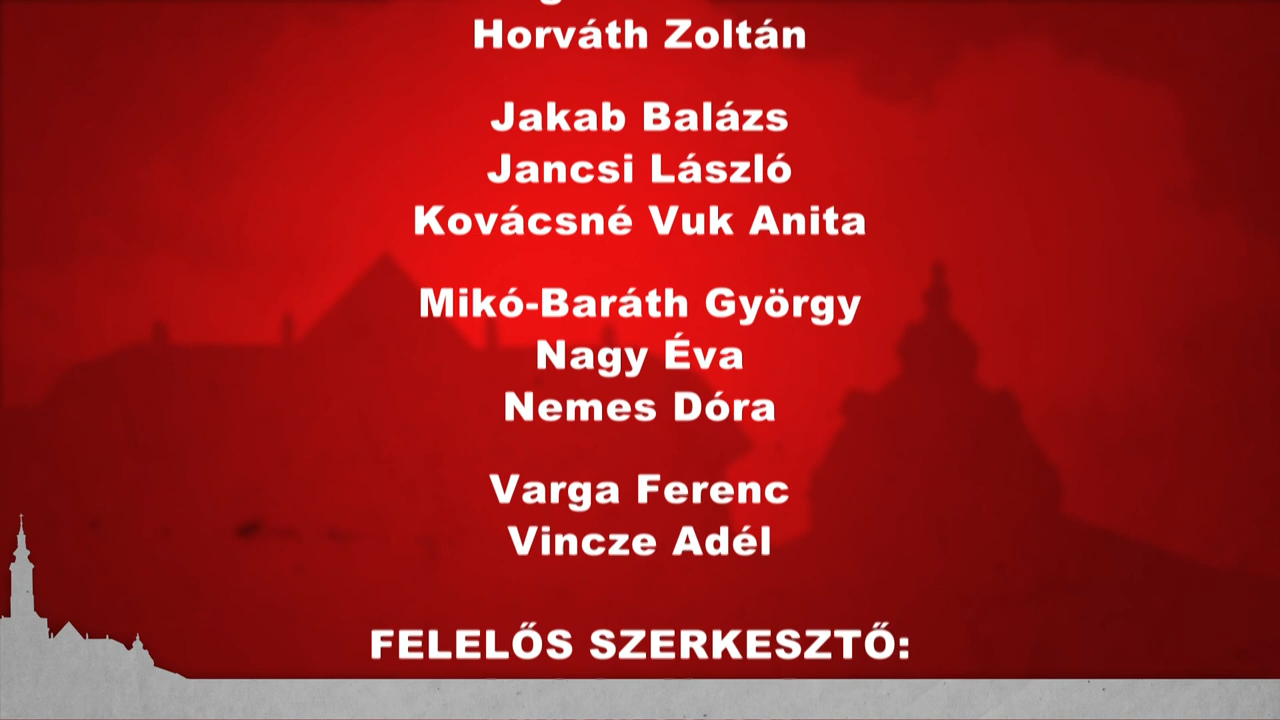 Horváth Zoltán
Jakab Balázs
Jancsi László
Kovácsné Vuk Anita
Mikó-Baráth György
Nagy Éva
Nemes Dóra
Varga Ferenc
Vincze Adél
FELELŐS SZERKESZTŐ: